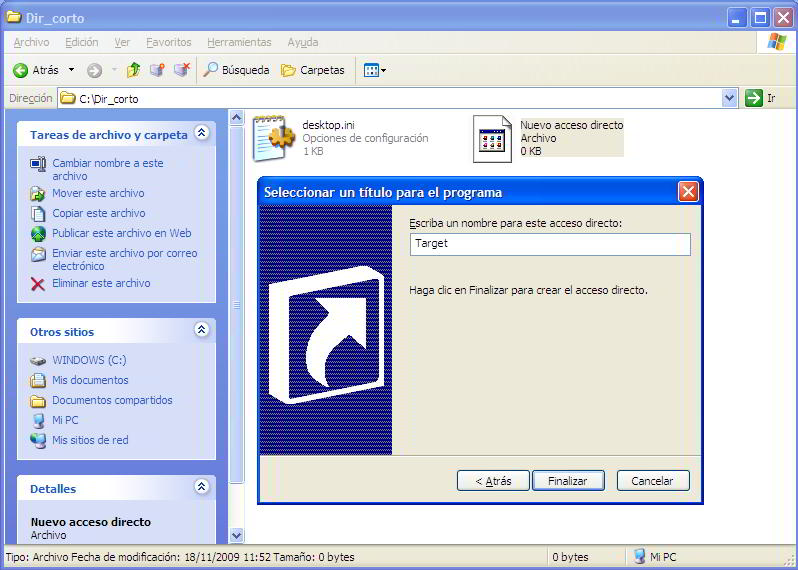 Dir_corto
Archivo Edición Ver Favoritos Herramientas Ayuda
Atrás Búsqueda Carpetas
Dirección C:\Dir_corto Ir
Tareas de archivo y carpeta
Cambiar nombre a este
archivo
Mover este archivo
Copiar este archivo
Publicar este archivo en Web
Enviar este archivo por correo
electrónico
Eliminar este archivo
Otros sitios
WINDOWS (C:)
Mis documentos
Documentos compartidos
Mi PC
Mis sitios de red
Detalles
Nuevo acceso directo
Archivo
desktop.ini
Opciones de configuración
1 KB
Nuevo acceso directo
Archivo
0 KB
Seleccionar un título para el programa
Escriba un nombre para este acceso directo:
Target
Haga clic en Finalizar para crear el acceso directo.
< Atrás Finalizar Cancelar
Tipo: Archivo Fecha de modificación: 18/11/2009 11:52 Tamaño: 0 bytes 0 bytes Mi PC